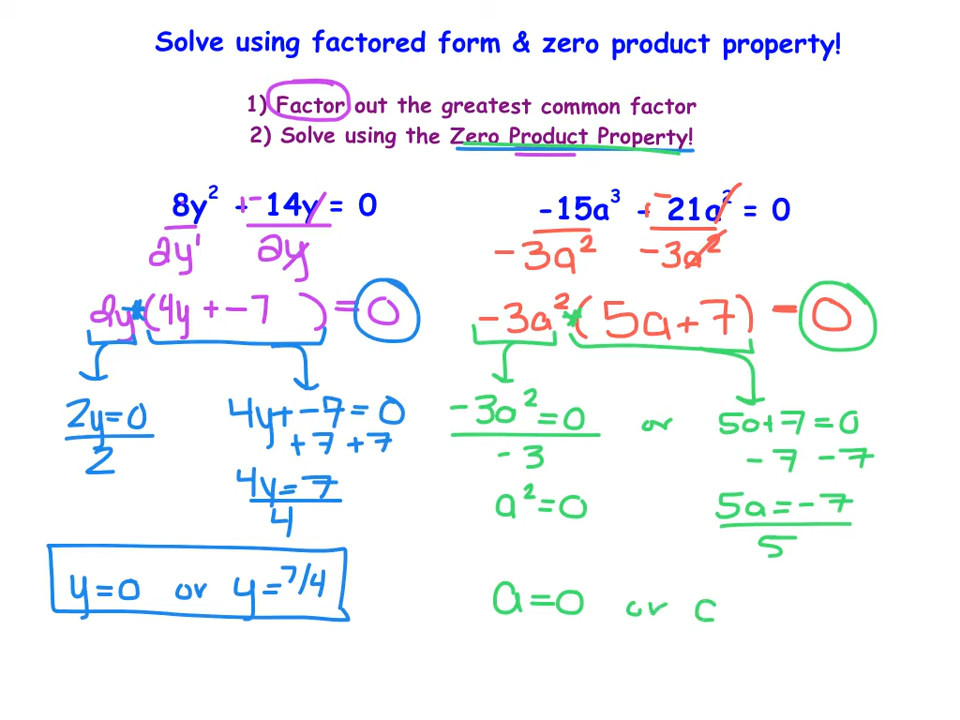 Solve using factored form & zero product property!
1) Factor out the greatest common factor
2) Solve using the Zero Product Property!
8y² +- 14y = 0
2y¹ 2y
2y * (4y + -7 ) = 0
2y=0
2
4y+-7=0
+7 +7
4y=7
4
y=0 or y=7/4
-15a³ +- 21a² = 0
-3a² -3a²
-3a² * (5a+7) = 0
-3a²=0 or 5a+7=0
-3 -7 -7
a²=0 5a=-7
5
a=0 or c